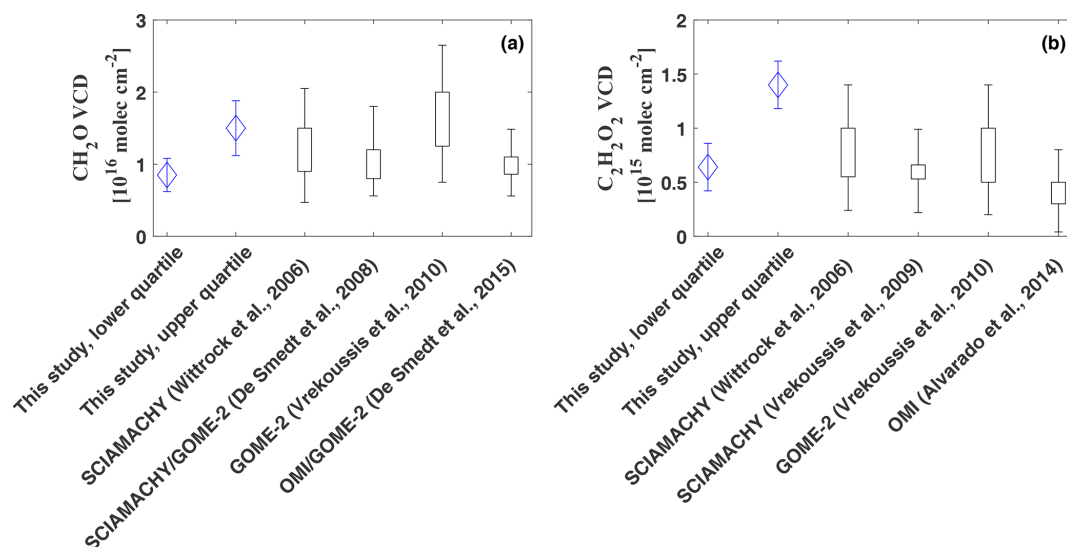 (a)
CH2O VCD
[10^16 molec cm^-2]
3
2
1
0
This study, lower quartile
This study, upper quartile
SCIAMACHY (Wittrock et al., 2006)
SCIAMACHY/GOME-2 (De Smedt et al., 2008)
GOME-2 (Vrekoussis et al., 2010)
OMI/GOME-2 (De Smedt et al., 2015)
(b)
C2H2O2 VCD
[10^15 molec cm^-2]
2
1.5
1
0.5
0
This study, lower quartile
This study, upper quartile
SCIAMACHY (Wittrock et al., 2006)
SCIAMACHY (Vrekoussis et al., 2009)
GOME-2 (Vrekoussis et al., 2010)
OMI (Alvarado et al., 2014)